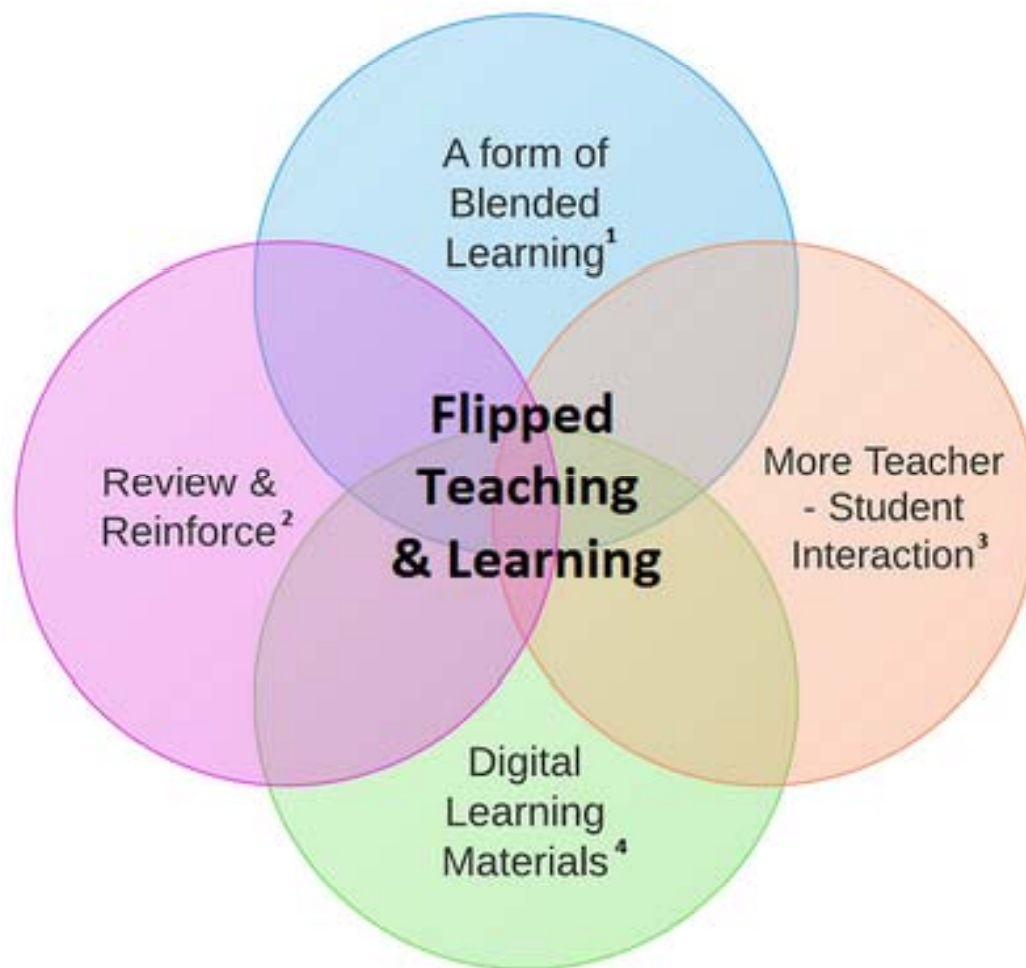 A form of
Blended
Learning¹
Flipped
Teaching
& Learning
Review &
Reinforce²
More Teacher
- Student
Interaction³
Digital
Learning
Materials⁴